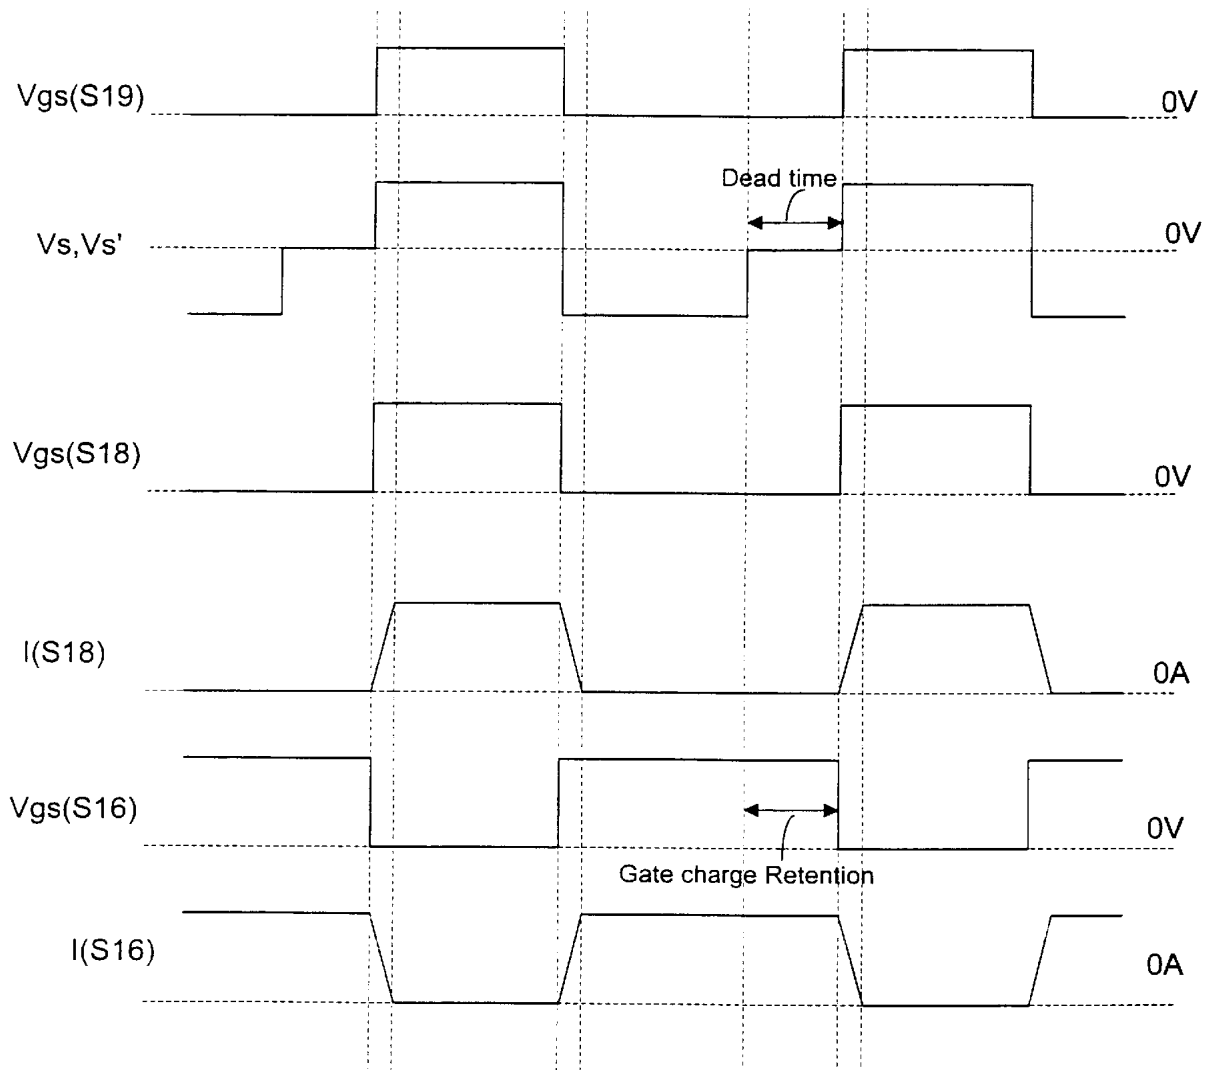 Vgs(S19)
0V
Dead time
Vs,Vs'
0V
Vgs(S18)
0V
I(S18)
0A
Vgs(S16)
0V
Gate charge Retention
I(S16)
0A